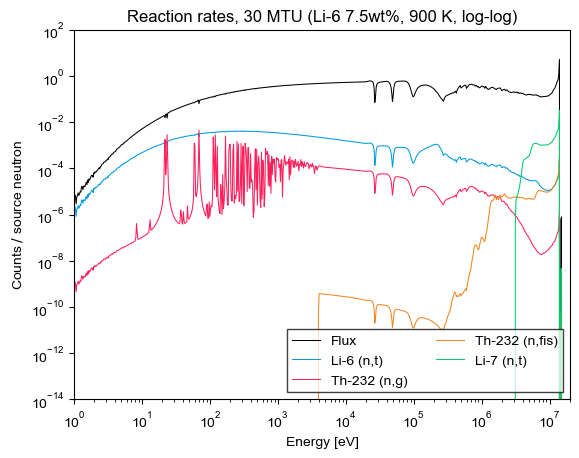 Reaction rates, 30 MTU (Li-6 7.5wt%, 900 K, log-log)
Counts / source neutron
10^2
10^0
10^-2
10^-4
10^-6
10^-8
10^-10
10^-12
10^-14
Flux
Li-6 (n,t)
Th-232 (n,g)
Th-232 (n,fis)
Li-7 (n,t)
10^0 10^1 10^2 10^3 10^4 10^5 10^6 10^7
Energy [eV]